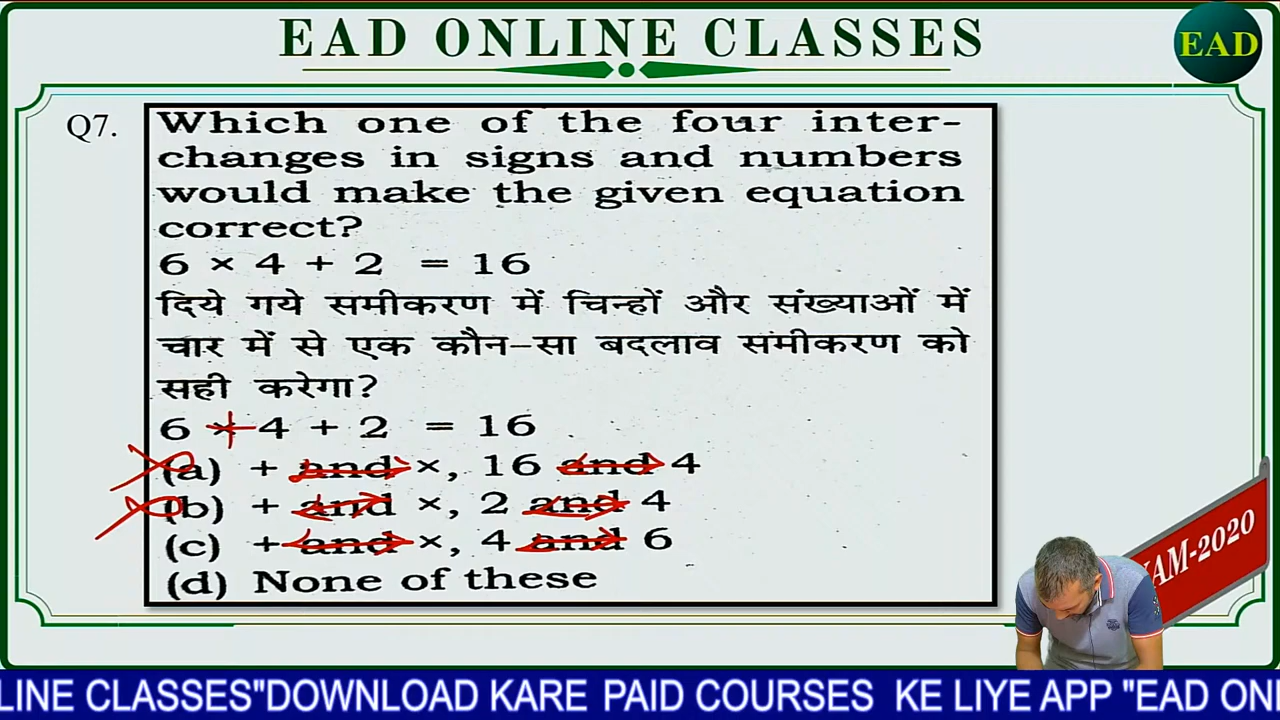 EAD ONLINE CLASSES
EAD
Q7.
Which one of the four inter-
changes in signs and numbers
would make the given equation
correct?
6 × 4 + 2 = 16
दिये गये समीकरण में चिन्हों और संख्याओं में
चार में से एक कौन-सा बदलाव समीकरण को
सही करेगा?
6 × 4 + 2 = 16
(a) + and ×, 16 and 4
(b) + and ×, 2 and 4
(c) + and ×, 4 and 6
(d) None of these
AM-2020
LINE CLASSES"DOWNLOAD KARE PAID COURSES KE LIYE APP "EAD ONI